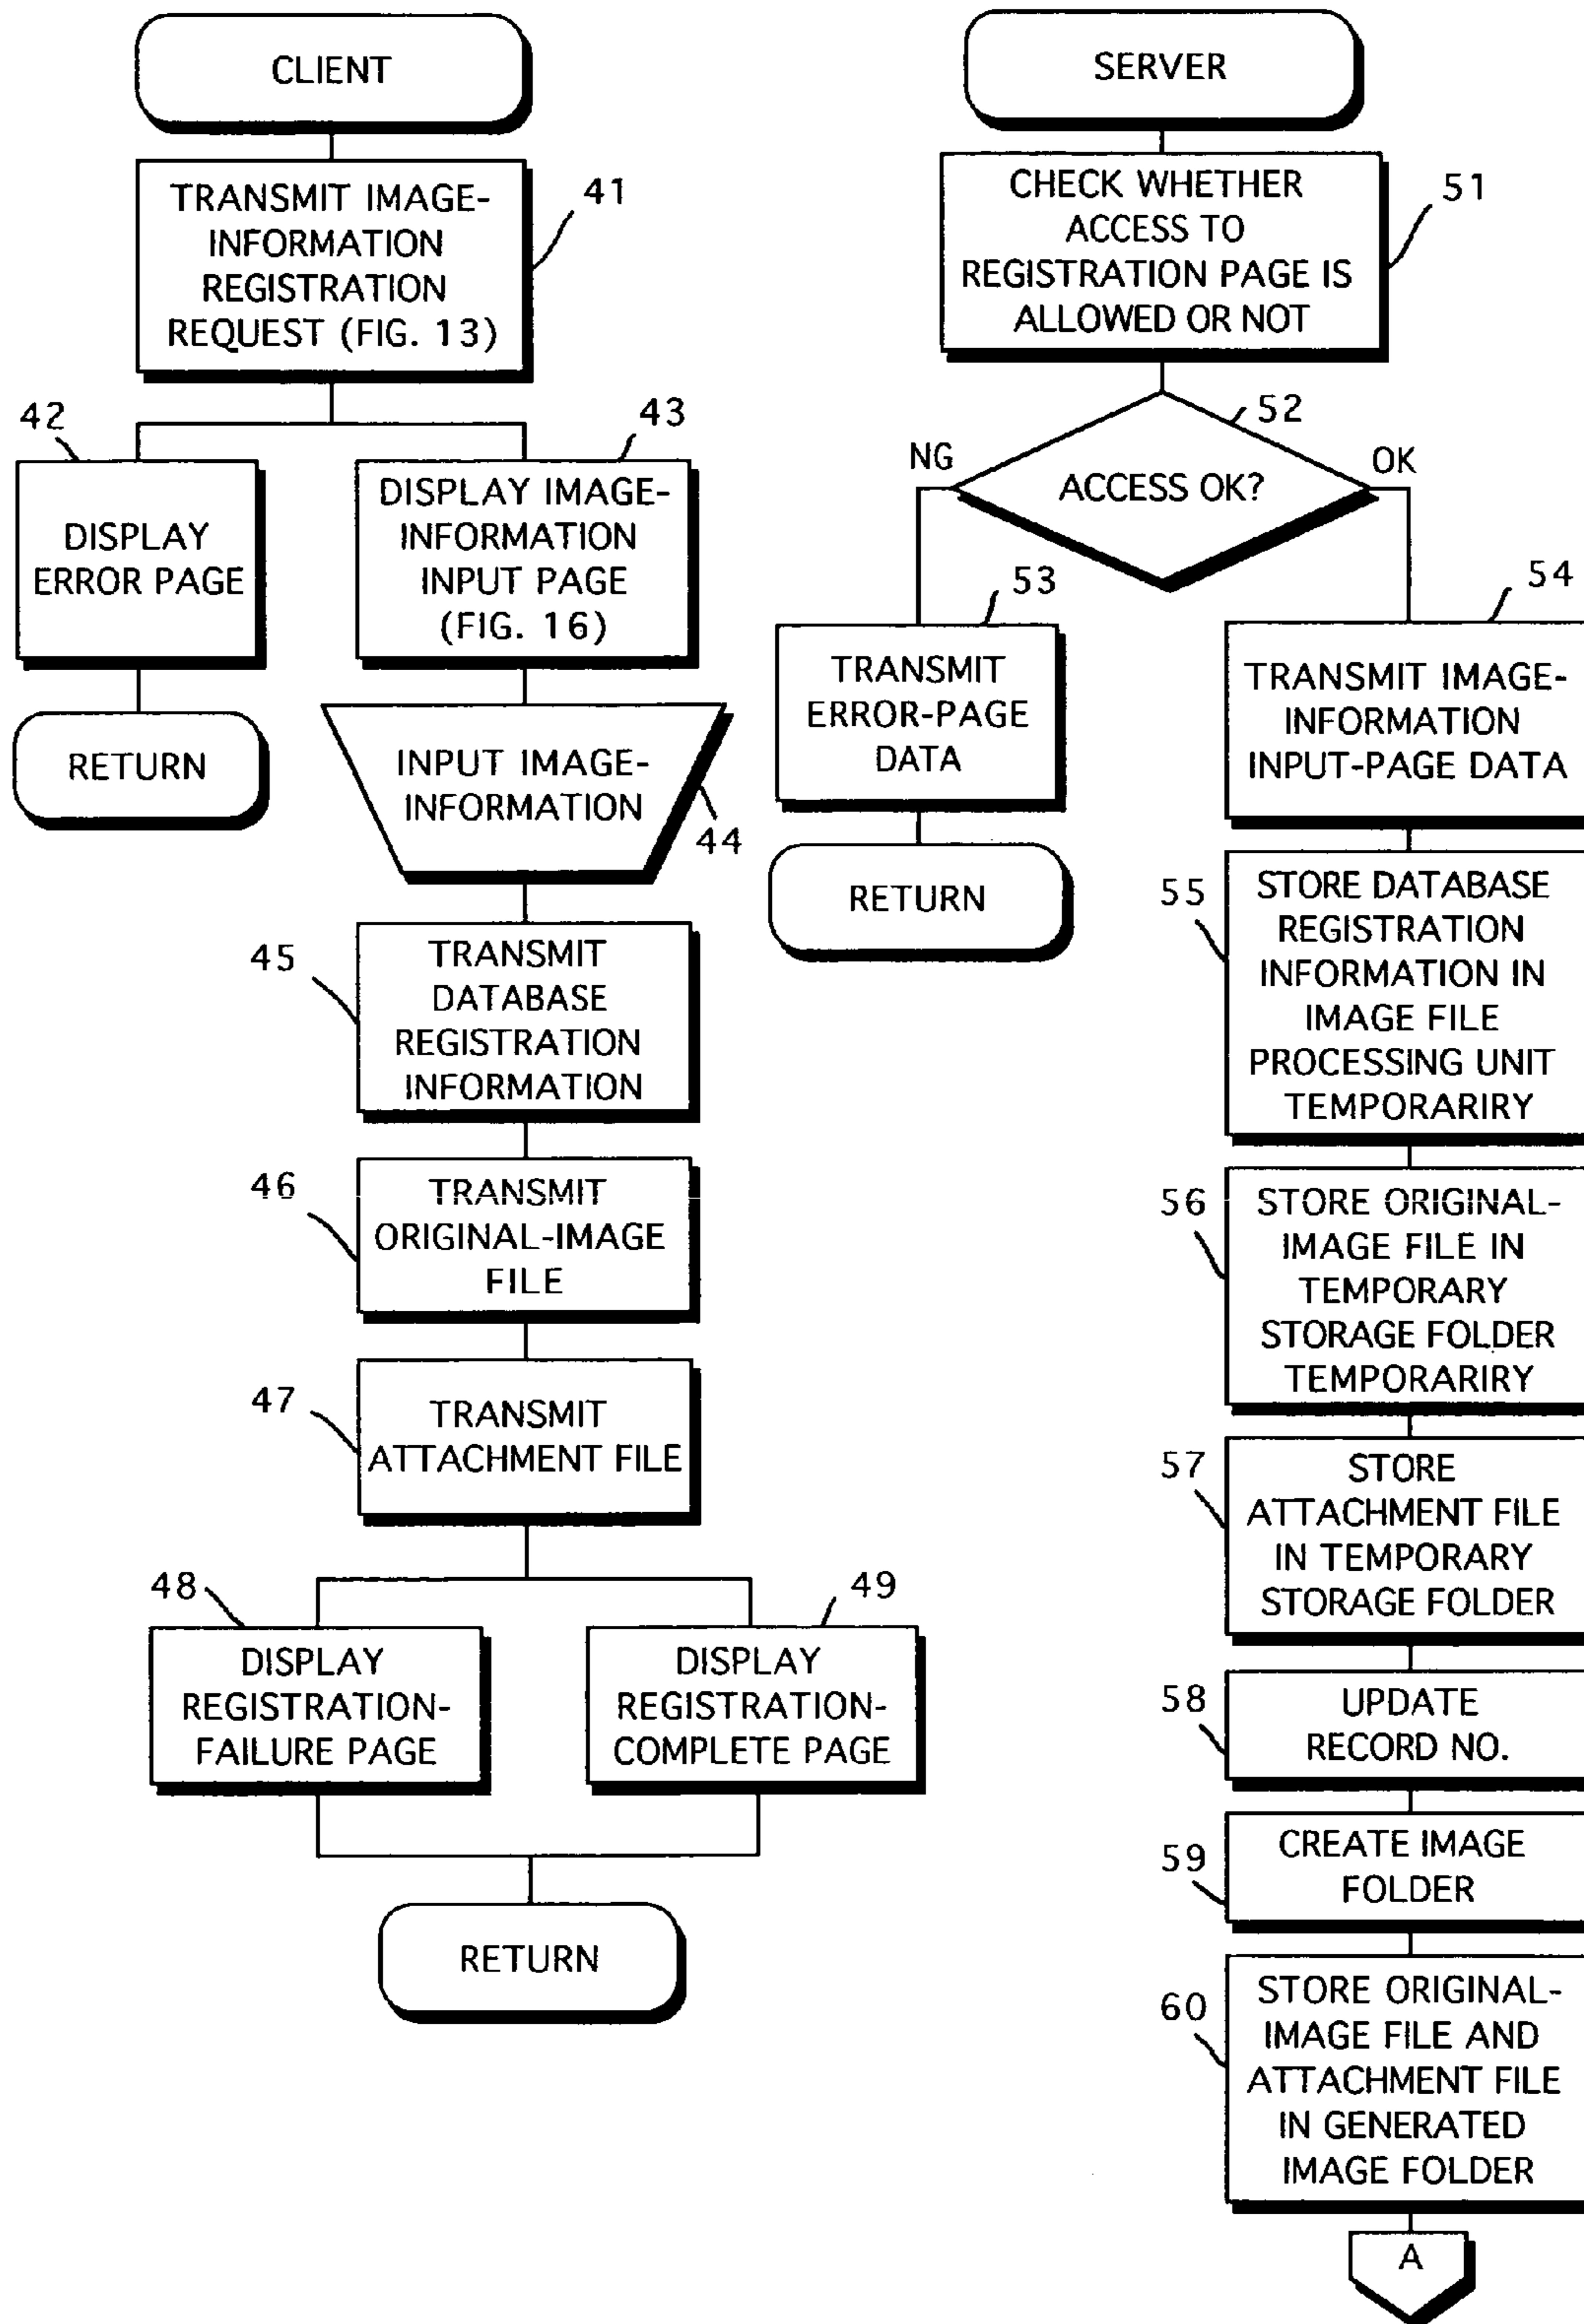 CLIENT
TRANSMIT IMAGE-
INFORMATION
REGISTRATION
REQUEST (FIG. 13)
41
42
DISPLAY
ERROR PAGE
RETURN
43
DISPLAY IMAGE-
INFORMATION
INPUT PAGE
(FIG. 16)
INPUT IMAGE-
INFORMATION
44
45
TRANSMIT
DATABASE
REGISTRATION
INFORMATION
46
TRANSMIT
ORIGINAL-IMAGE
FILE
47
TRANSMIT
ATTACHMENT FILE
48
DISPLAY
REGISTRATION-
FAILURE PAGE
49
DISPLAY
REGISTRATION-
COMPLETE PAGE
RETURN
SERVER
CHECK WHETHER
ACCESS TO
REGISTRATION PAGE IS
ALLOWED OR NOT
51
52
NG
ACCESS OK?
OK
53
TRANSMIT
ERROR-PAGE
DATA
RETURN
54
TRANSMIT IMAGE-
INFORMATION
INPUT-PAGE DATA
55
STORE DATABASE
REGISTRATION
INFORMATION IN
IMAGE FILE
PROCESSING UNIT
TEMPORARIRY
56
STORE ORIGINAL-
IMAGE FILE IN
TEMPORARY
STORAGE FOLDER
TEMPORARIRY
57
STORE
ATTACHMENT FILE
IN TEMPORARY
STORAGE FOLDER
58
UPDATE
RECORD NO.
59
CREATE IMAGE
FOLDER
60
STORE ORIGINAL-
IMAGE FILE AND
ATTACHMENT FILE
IN GENERATED
IMAGE FOLDER
A